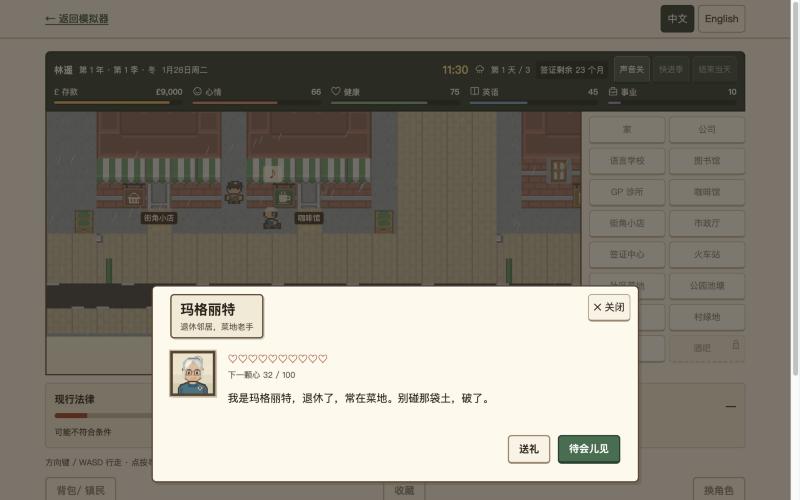 ← 返回模拟器
中文
English
林遥 第 1 年 · 第 1 季 · 冬 1月28日周二
11:30 第 1 天 / 3 签证剩余 23 个月 声音关 快进季 结束当天
£ 存款 £9,000 心情 66 健康 75 英语 45 事业 10
街角小店 咖啡馆
家 公司
语言学校 图书馆
GP 诊所 咖啡馆
街角小店 市政厅
签证中心 火车站
公园池塘
村绿地
酒吧
玛格丽特
退休邻居，菜地老手
× 关闭
下一颗心 32 / 100
我是玛格丽特，退休了，常在菜地。别碰那袋土，破了。
送礼 待会儿见
现行法律
可能不符合条件
方向键 / WASD 行走 · 点按
背包/ 镇民 收藏 换角色